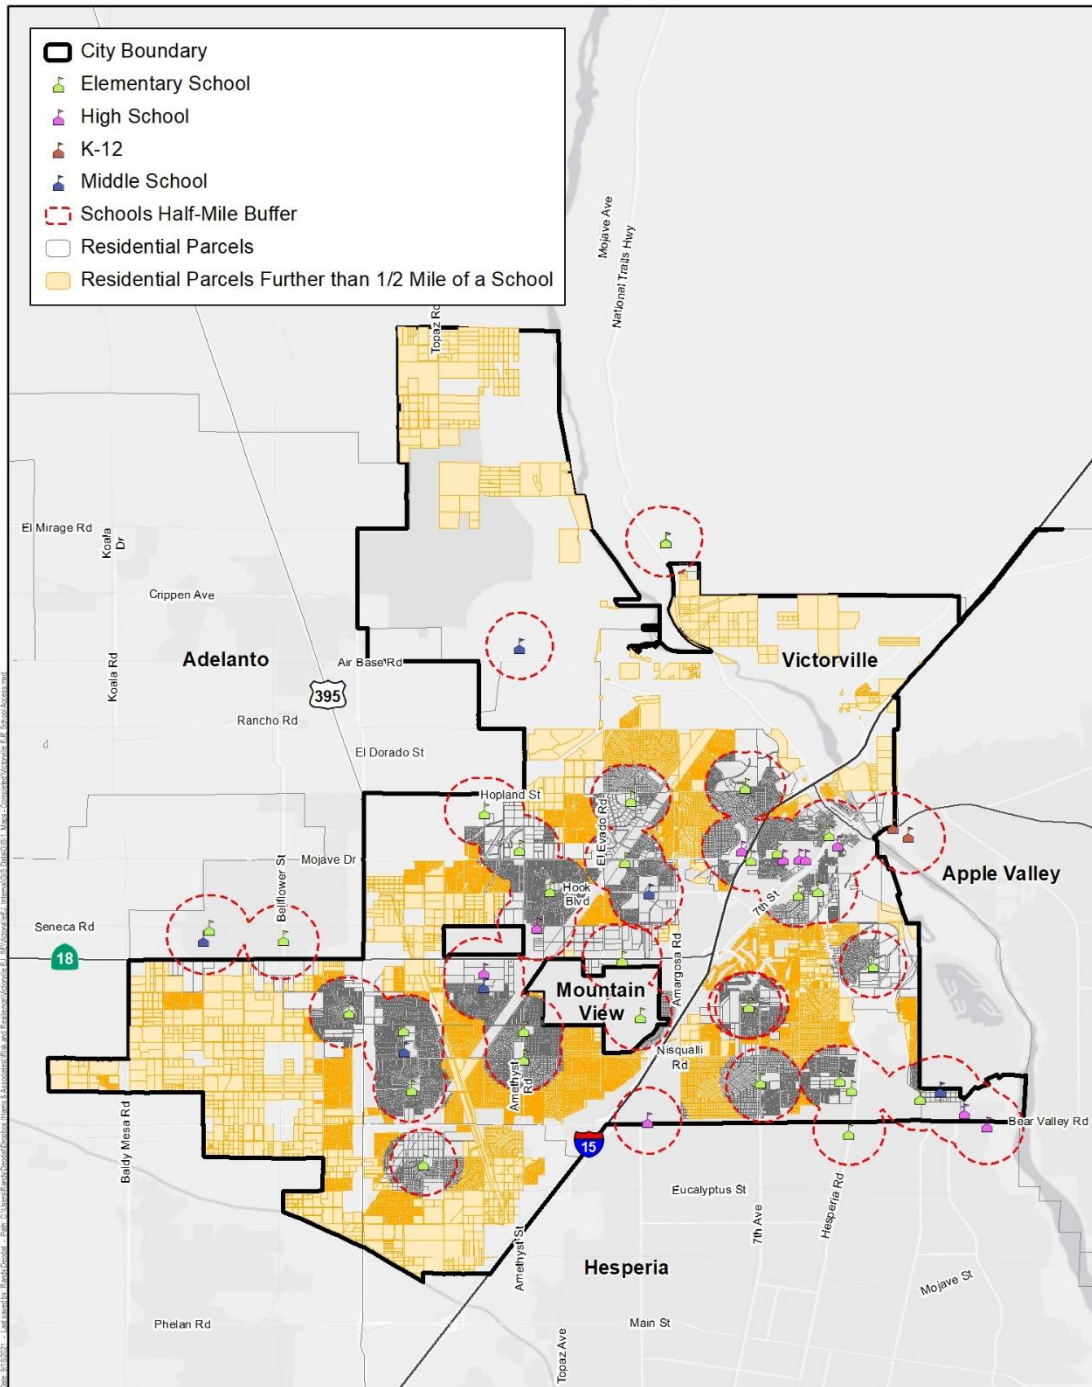 City Boundary
Elementary School
High School
K-12
Middle School
Schools Half-Mile Buffer
Residential Parcels
Residential Parcels Further than 1/2 Mile of a School
Mojave Ave
National Trails Hwy
Topaz Rd
El Mirage Rd
Koala Dr
Crippen Ave
Adelanto
Air Base Rd
Victorville
Koala Rd
395
Rancho Rd
El Dorado St
Hopland St
El Evado Rd
Mojave Dr
Bellflower St
Hook Blvd
7th St
Apple Valley
Seneca Rd
18
Amargosa Rd
Mountain View
Nisqualli Rd
Amethyst Rd
Baldy Mesa Rd
Bear Valley Rd
15
Eucalyptus St
7th Ave
Hesperia Rd
Amethyst St
Hesperia
Mojave St
Phelan Rd
Main St
Topaz Ave